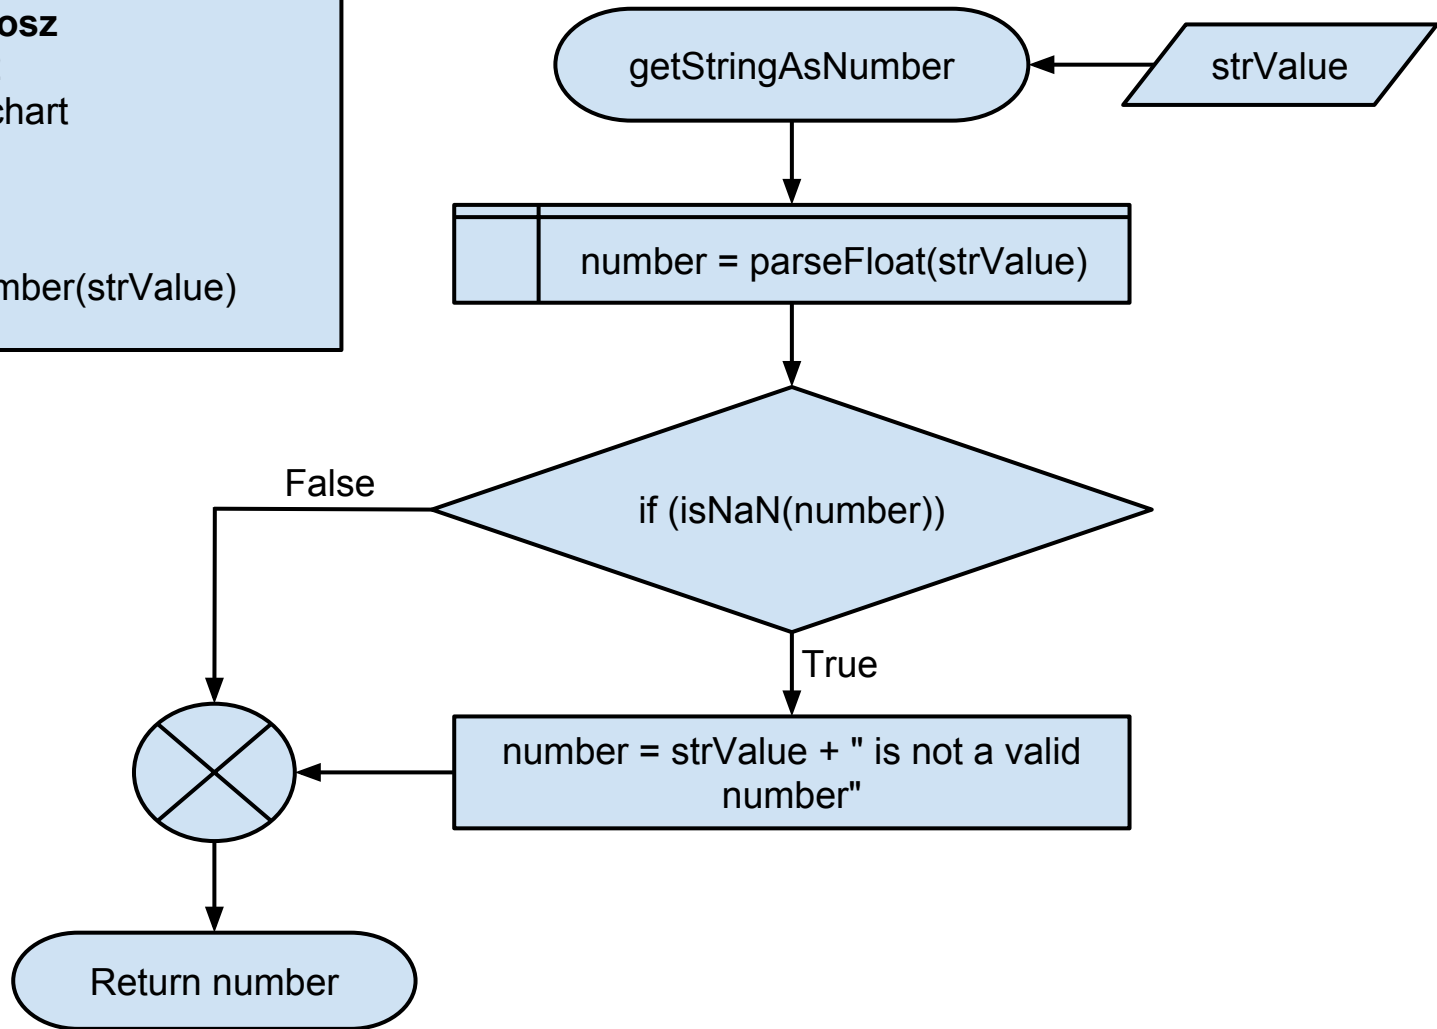 osz
chart
mber(strValue)
getStringAsNumber
strValue
number = parseFloat(strValue)
if (isNaN(number))
False
True
number = strValue + " is not a valid
number"
Return number